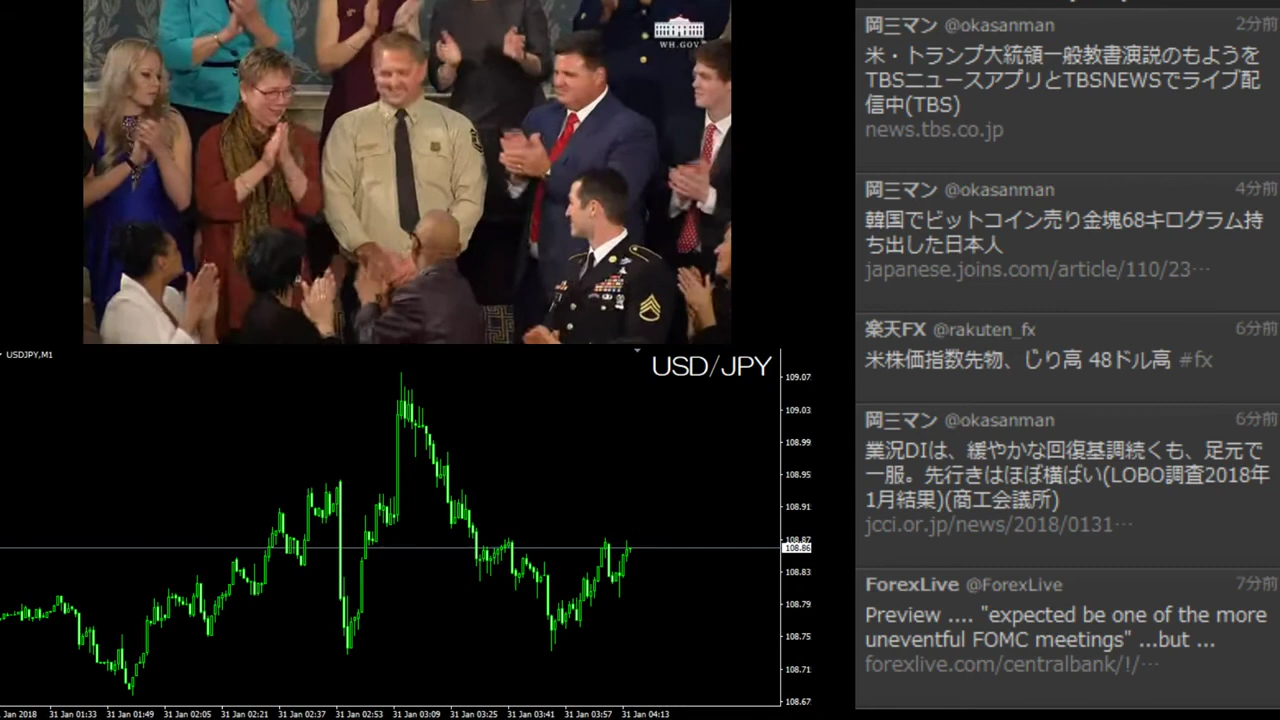 WH.GOV
USDJPY,M1
USD/JPY
109.07
109.03
108.99
108.95
108.91
108.87
108.86
108.83
108.79
108.75
108.71
108.67
Jan 2018
31 Jan 01:33
31 Jan 01:49
31 Jan 02:05
31 Jan 02:21
31 Jan 02:37
31 Jan 02:53
31 Jan 03:09
31 Jan 03:25
31 Jan 03:41
31 Jan 03:57
31 Jan 04:13
岡三マン @okasanman 2分前
米・トランプ大統領一般教書演説のもようを
TBSニュースアプリとTBSNEWSでライブ配
信中(TBS)
news.tbs.co.jp
岡三マン @okasanman 4分前
韓国でビットコイン売り金塊68キログラム持
ち出した日本人
japanese.joins.com/article/110/23…
楽天FX @rakuten_fx 6分前
米株価指数先物、じり高 48ドル高 #fx
岡三マン @okasanman 6分前
業況DIは、緩やかな回復基調続くも、足元で
一服。先行きはほぼ横ばい(LOBO調査2018年
1月結果)(商工会議所)
jcci.or.jp/news/2018/0131…
ForexLive @ForexLive 7分前
Preview .... "expected be one of the more
uneventful FOMC meetings" ...but ...
forexlive.com/centralbank/!/…